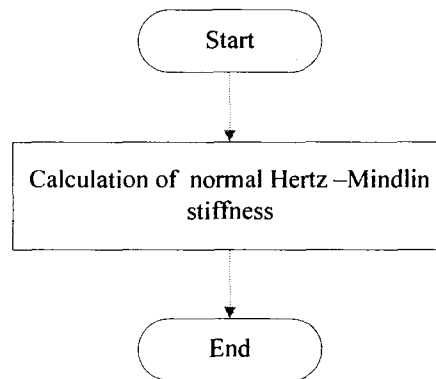 Start
Calculation of normal Hertz –Mindlin
stiffness
End